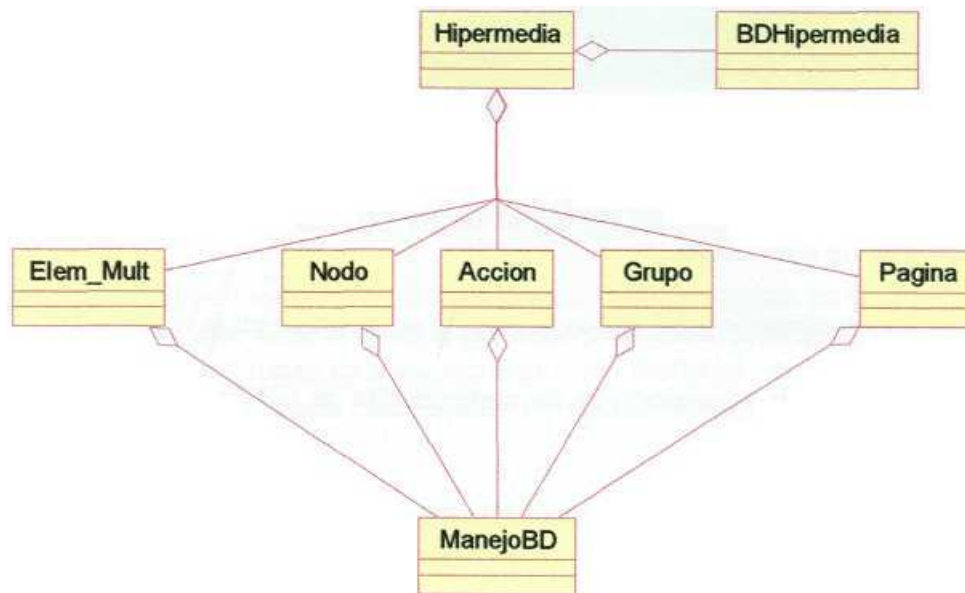 Hipermedia
BDHipermedia
Elem_Mult
Nodo
Accion
Grupo
Pagina
ManejoBD